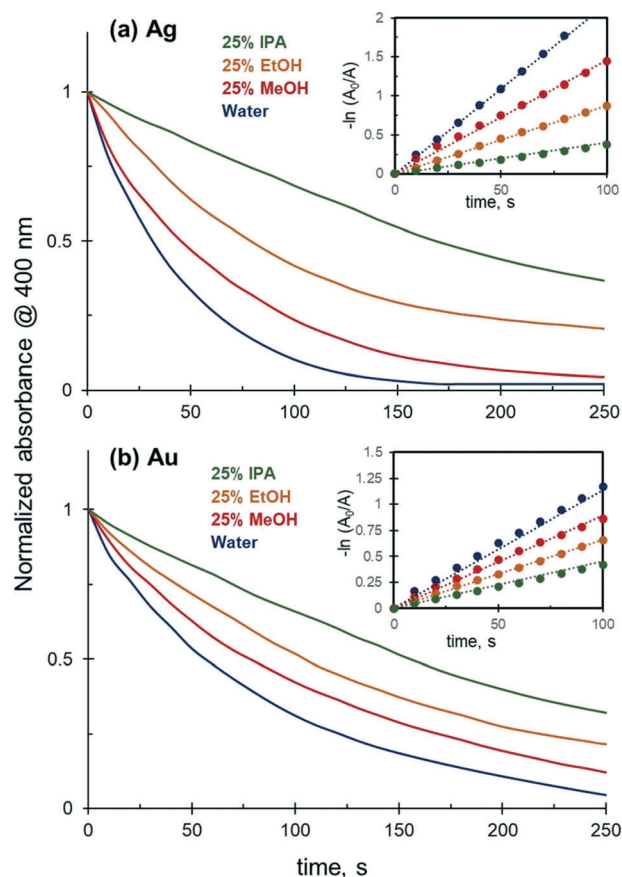 (a) Ag
25% IPA
25% EtOH
25% MeOH
Water
2
1.5
1
0.5
0
-ln (A₀/A)
0
50
100
time, s
1
0.5
0
0
50
100
150
200
250
(b) Au
25% IPA
25% EtOH
25% MeOH
Water
1.5
1.25
1
0.75
0.5
0.25
0
-ln (A₀/A)
0
50
100
time, s
1
0.5
0
0
50
100
150
200
250
Normalized absorbance @ 400 nm
time, s